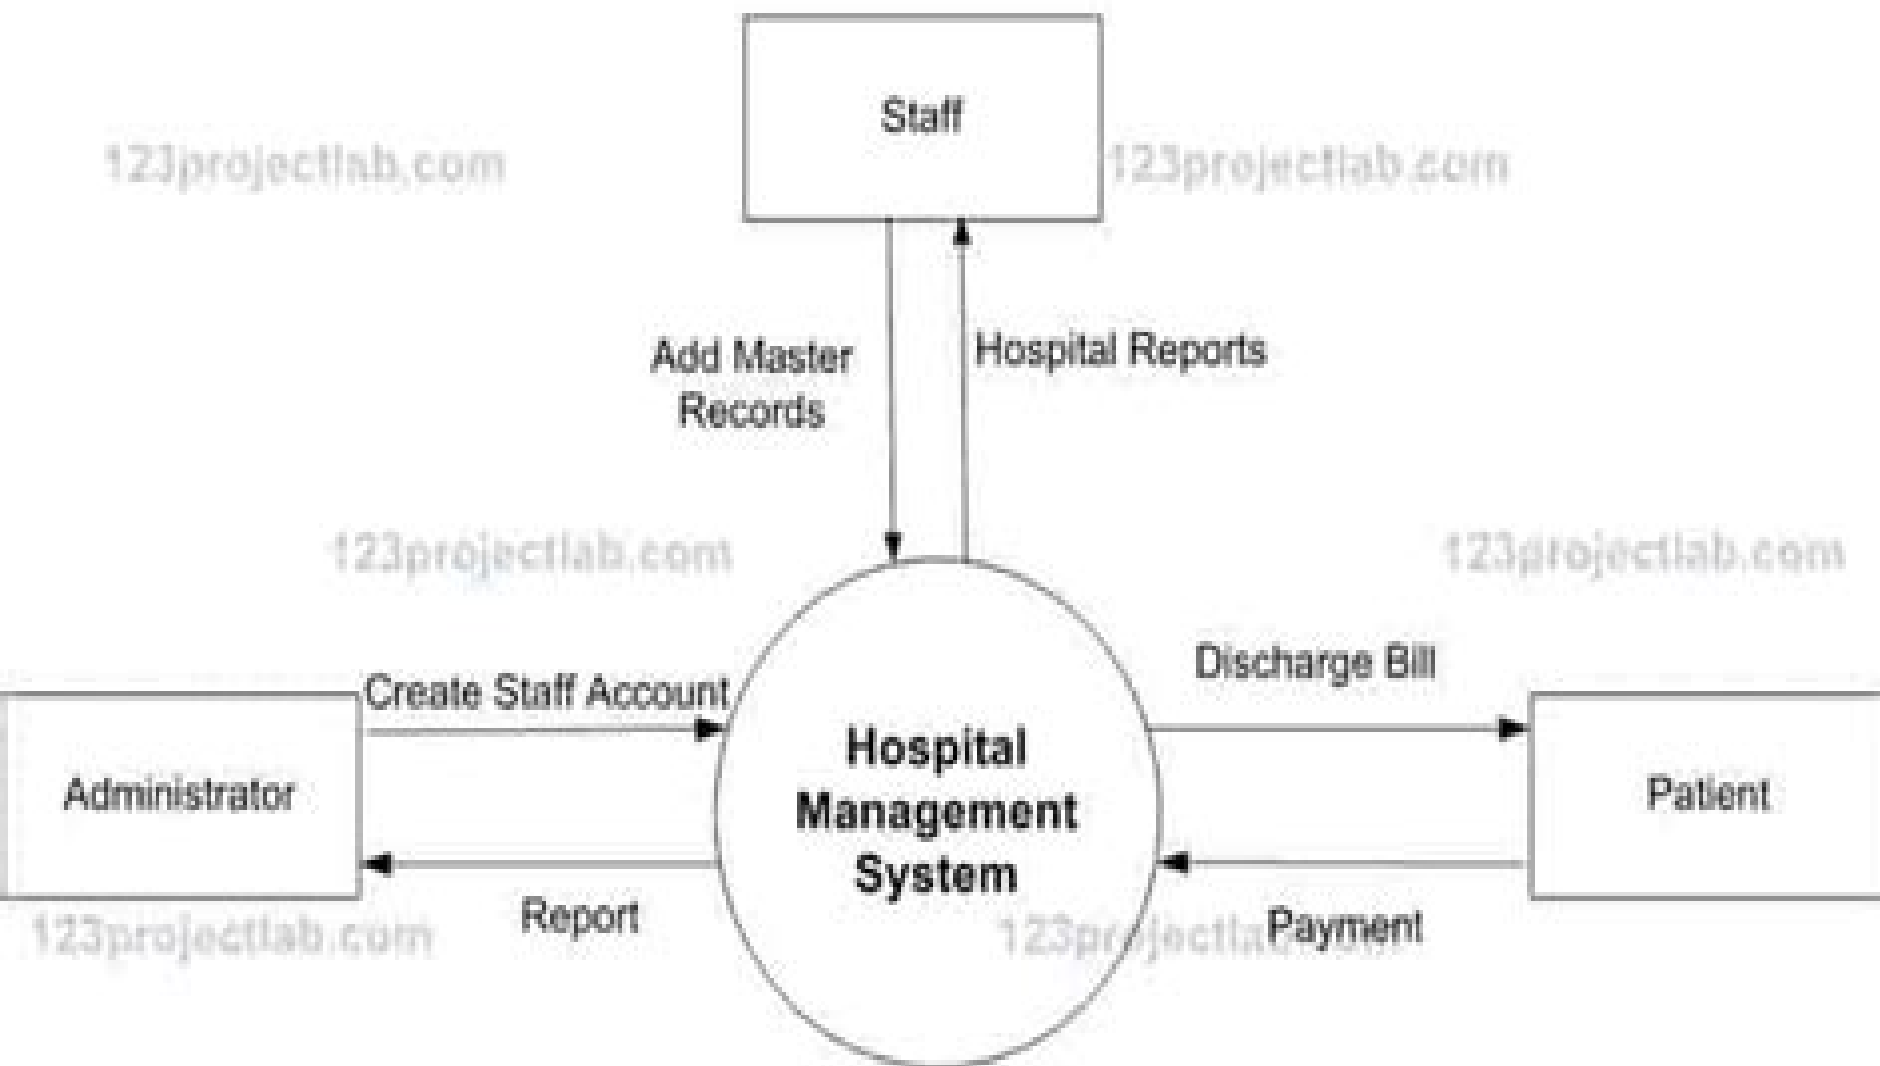 Staff
123projectlab.com
123projectlab.com
Add Master
Records
Hospital Reports
123projectlab.com
123projectlab.com
Create Staff Account
Discharge Bill
Administrator
Hospital
Management
System
Patient
Report
Payment
123projectlab.com